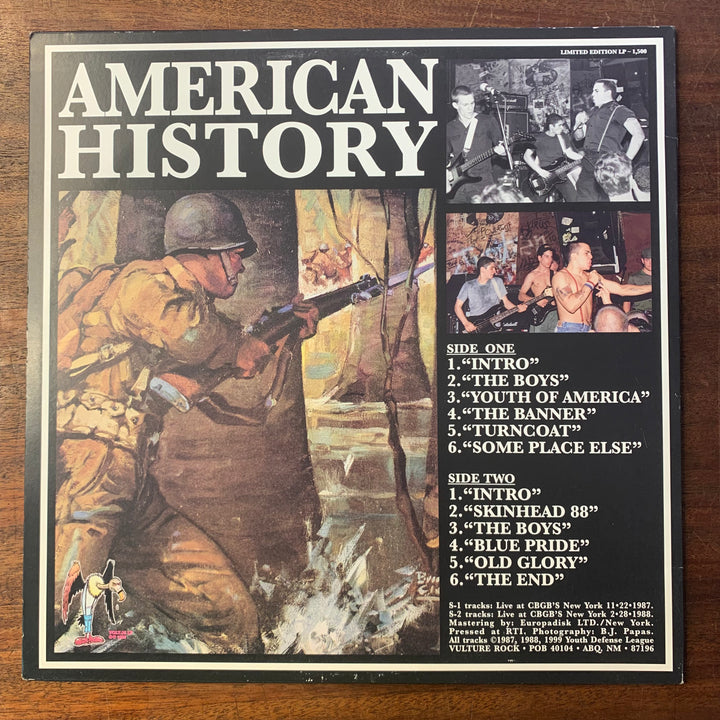 LIMITED EDITION LP – 1,500
AMERICAN
HISTORY
SIDE ONE
1.“INTRO”
2.“THE BOYS”
3.“YOUTH OF AMERICA”
4.“THE BANNER”
5.“TURNCOAT”
6.“SOME PLACE ELSE”
SIDE TWO
1.“INTRO”
2.“SKINHEAD 88”
3.“THE BOYS”
4.“BLUE PRIDE”
5.“OLD GLORY”
6.“THE END”
S-1 tracks: Live at CBGB'S New York 11•22•1987.
S-2 tracks: Live at CBGB'S New York 2•28•1988.
Mastering by: Europadisk LTD./New York.
Pressed at RTI. Photography: B.J. Papas.
All tracks ©1987, 1988, 1999 Youth Defense League
VULTURE ROCK • POB 40104 • ABQ, NM • 87196